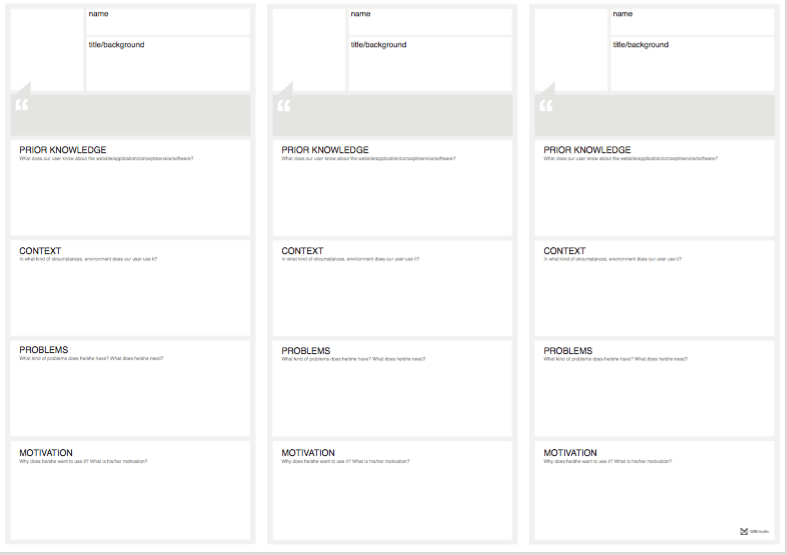 name
title/background
“
PRIOR KNOWLEDGE
What does our user know about the website/application/concept/service/software?
CONTEXT
In what kind of circumstances, environment does our user use it?
PROBLEMS
What kind of problems does he/she have? What does he/she need?
MOTIVATION
Why does he/she want to use it? What is his/her motivation?
name
title/background
“
PRIOR KNOWLEDGE
What does our user know about the website/application/concept/service/software?
CONTEXT
In what kind of circumstances, environment does our user use it?
PROBLEMS
What kind of problems does he/she have? What does he/she need?
MOTIVATION
Why does he/she want to use it? What is his/her motivation?
name
title/background
“
PRIOR KNOWLEDGE
What does our user know about the website/application/concept/service/software?
CONTEXT
In what kind of circumstances, environment does our user use it?
PROBLEMS
What kind of problems does he/she have? What does he/she need?
MOTIVATION
Why does he/she want to use it? What is his/her motivation?